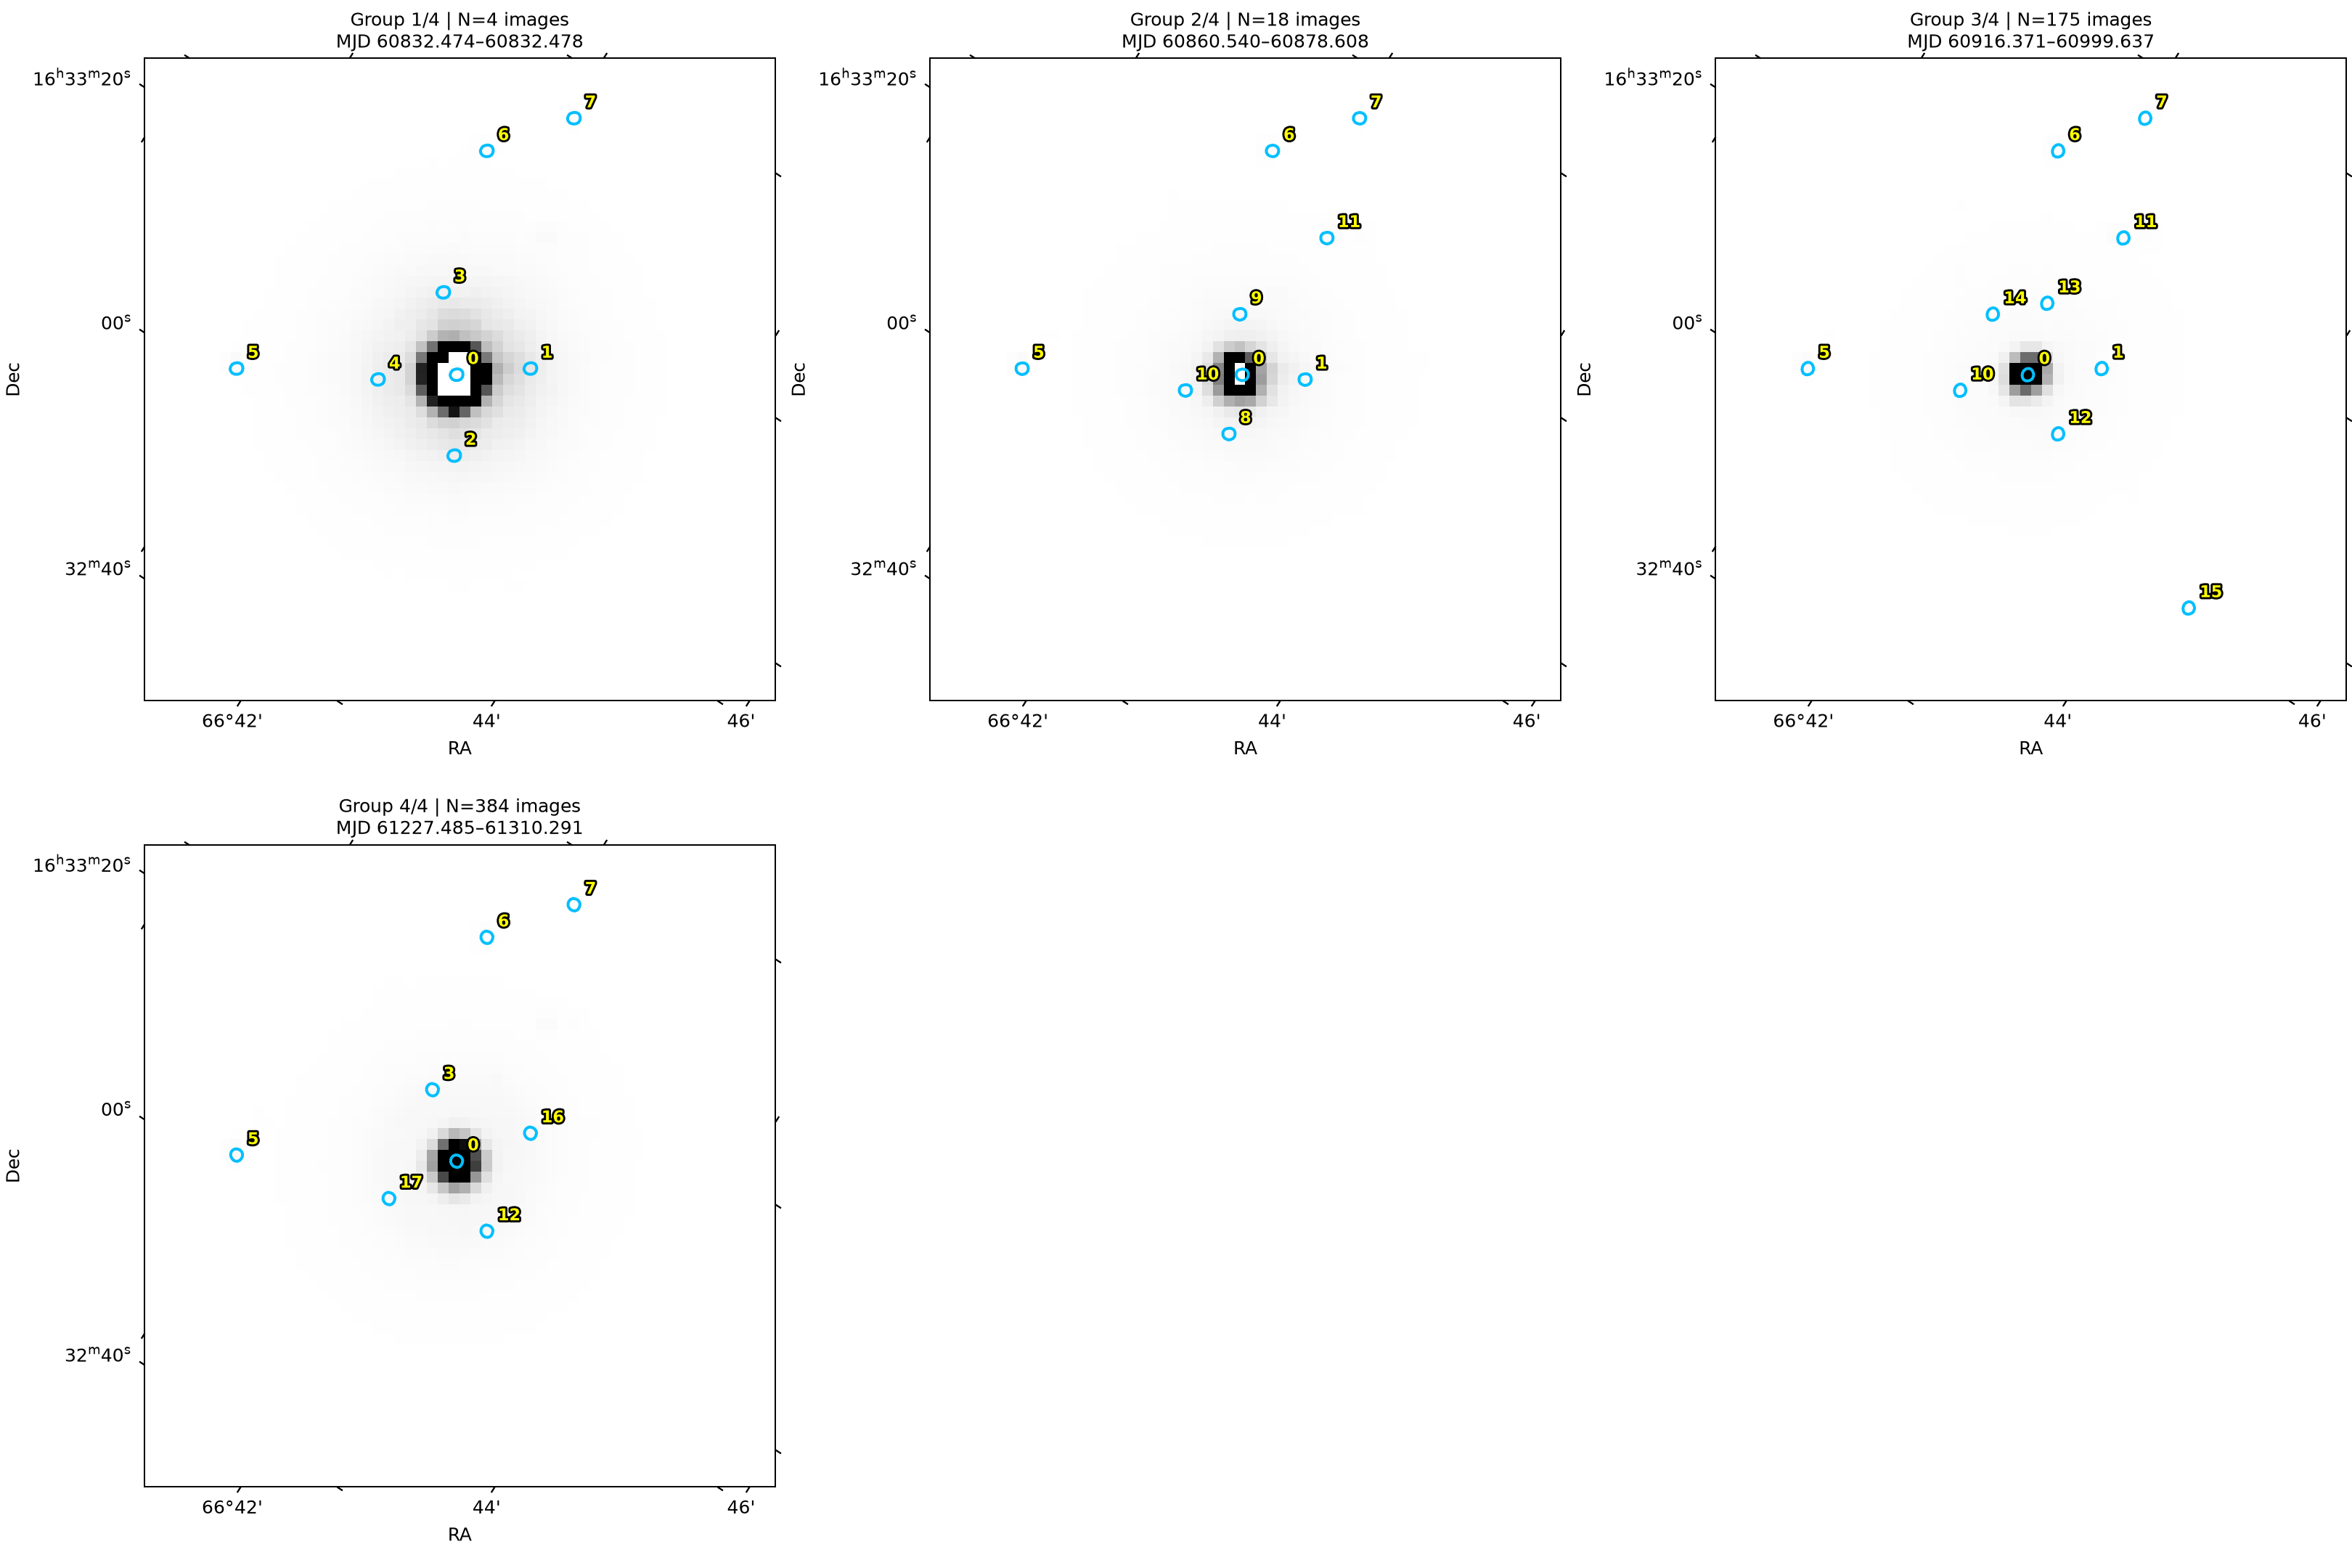 Group 1/4 | N=4 images
MJD 60832.474–60832.478
16h33m20s
00s
32m40s
Dec
66°42'
44'
46'
RA
7
6
3
5
4
0
1
2
Group 2/4 | N=18 images
MJD 60860.540–60878.608
16h33m20s
00s
32m40s
Dec
66°42'
44'
46'
RA
7
6
11
9
5
10
0
1
8
Group 3/4 | N=175 images
MJD 60916.371–60999.637
16h33m20s
00s
32m40s
Dec
66°42'
44'
46'
RA
7
6
11
13
14
5
0
1
10
12
15
Group 4/4 | N=384 images
MJD 61227.485–61310.291
16h33m20s
00s
32m40s
Dec
66°42'
44'
46'
RA
7
6
3
16
5
0
17
12